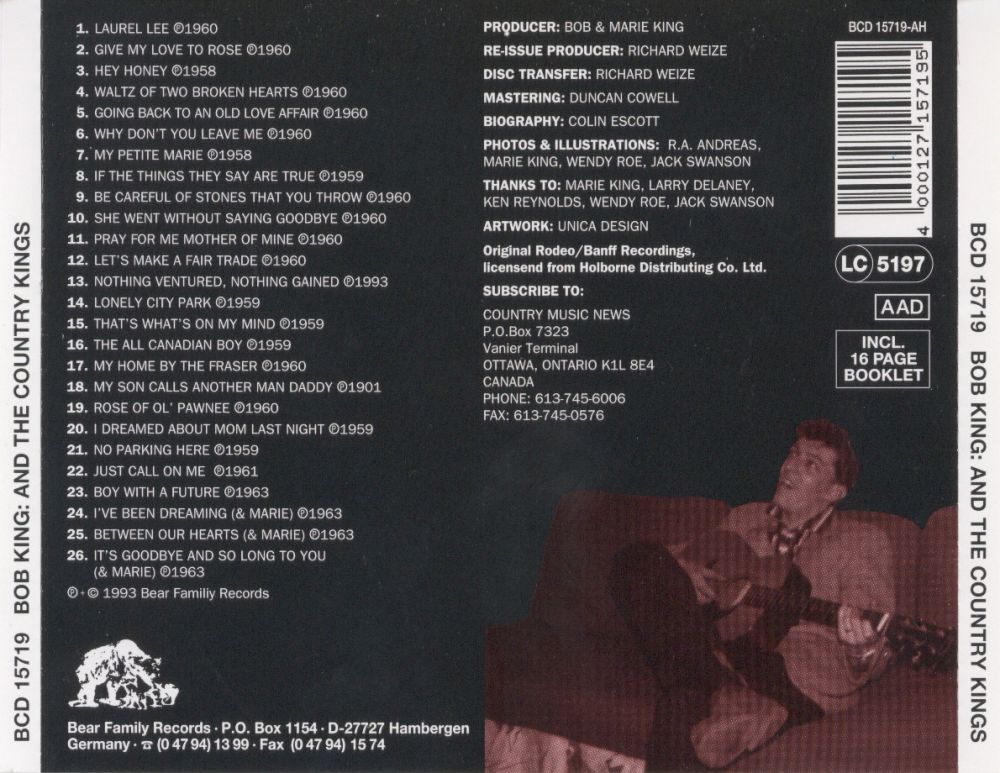 BCD 15719 BOB KING: AND THE COUNTRY KINGS
1. LAUREL LEE ℗1960
2. GIVE MY LOVE TO ROSE ℗1960
3. HEY HONEY ℗1958
4. WALTZ OF TWO BROKEN HEARTS ℗1960
5. GOING BACK TO AN OLD LOVE AFFAIR ℗1960
6. WHY DON'T YOU LEAVE ME ℗1960
7. MY PETITE MARIE ℗1958
8. IF THE THINGS THEY SAY ARE TRUE ℗1959
9. BE CAREFUL OF STONES THAT YOU THROW ℗1960
10. SHE WENT WITHOUT SAYING GOODBYE ℗1960
11. PRAY FOR ME MOTHER OF MINE ℗1960
12. LET'S MAKE A FAIR TRADE ℗1960
13. NOTHING VENTURED, NOTHING GAINED ℗1993
14. LONELY CITY PARK ℗1959
15. THAT'S WHAT'S ON MY MIND ℗1959
16. THE ALL CANADIAN BOY ℗1959
17. MY HOME BY THE FRASER ℗1960
18. MY SON CALLS ANOTHER MAN DADDY ℗1901
19. ROSE OF OL' PAWNEE ℗1960
20. I DREAMED ABOUT MOM LAST NIGHT ℗1959
21. NO PARKING HERE ℗1959
22. JUST CALL ON ME ℗1961
23. BOY WITH A FUTURE ℗1963
24. I'VE BEEN DREAMING (& MARIE) ℗1963
25. BETWEEN OUR HEARTS (& MARIE) ℗1963
26. IT'S GOODBYE AND SO LONG TO YOU
(& MARIE) ℗1963
℗ + © 1993 Bear Familiy Records
Bear Family Records · P.O. Box 1154 · D-27727 Hambergen
Germany · ☎ (0 47 94) 13 99 · Fax (0 47 94) 15 74
PRODUCER: BOB & MARIE KING
RE-ISSUE PRODUCER: RICHARD WEIZE
DISC TRANSFER: RICHARD WEIZE
MASTERING: DUNCAN COWELL
BIOGRAPHY: COLIN ESCOTT
PHOTOS & ILLUSTRATIONS: R.A. ANDREAS,
MARIE KING, WENDY ROE, JACK SWANSON
THANKS TO: MARIE KING, LARRY DELANEY,
KEN REYNOLDS, WENDY ROE, JACK SWANSON
ARTWORK: UNICA DESIGN
Original Rodeo/Banff Recordings,
licensend from Holborne Distributing Co. Ltd.
SUBSCRIBE TO:
COUNTRY MUSIC NEWS
P.O.Box 7323
Vanier Terminal
OTTAWA, ONTARIO K1L 8E4
CANADA
PHONE: 613-745-6006
FAX: 613-745-0576
BCD 15719-AH
4 000127 157195
LC 5197
AAD
INCL.
16 PAGE
BOOKLET
BCD 15719 BOB KING: AND THE COUNTRY KINGS